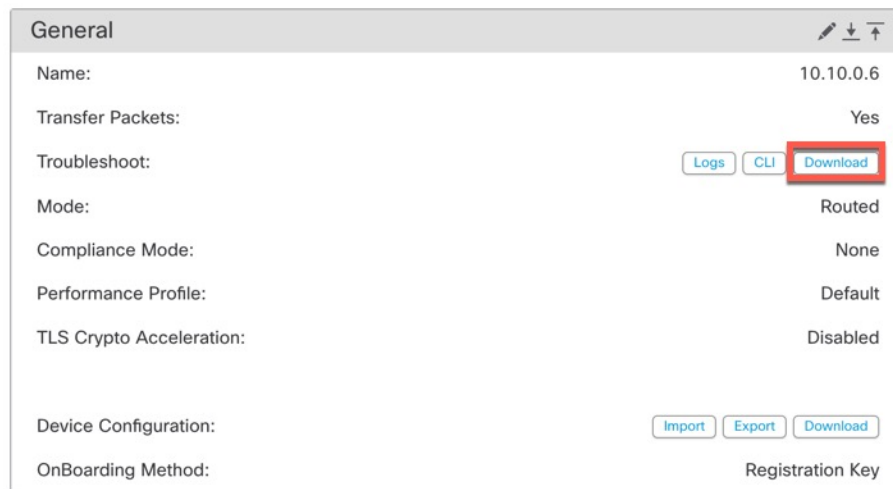 General
Name: 10.10.0.6
Transfer Packets: Yes
Troubleshoot: Logs CLI Download
Mode: Routed
Compliance Mode: None
Performance Profile: Default
TLS Crypto Acceleration: Disabled
Device Configuration: Import Export Download
OnBoarding Method: Registration Key